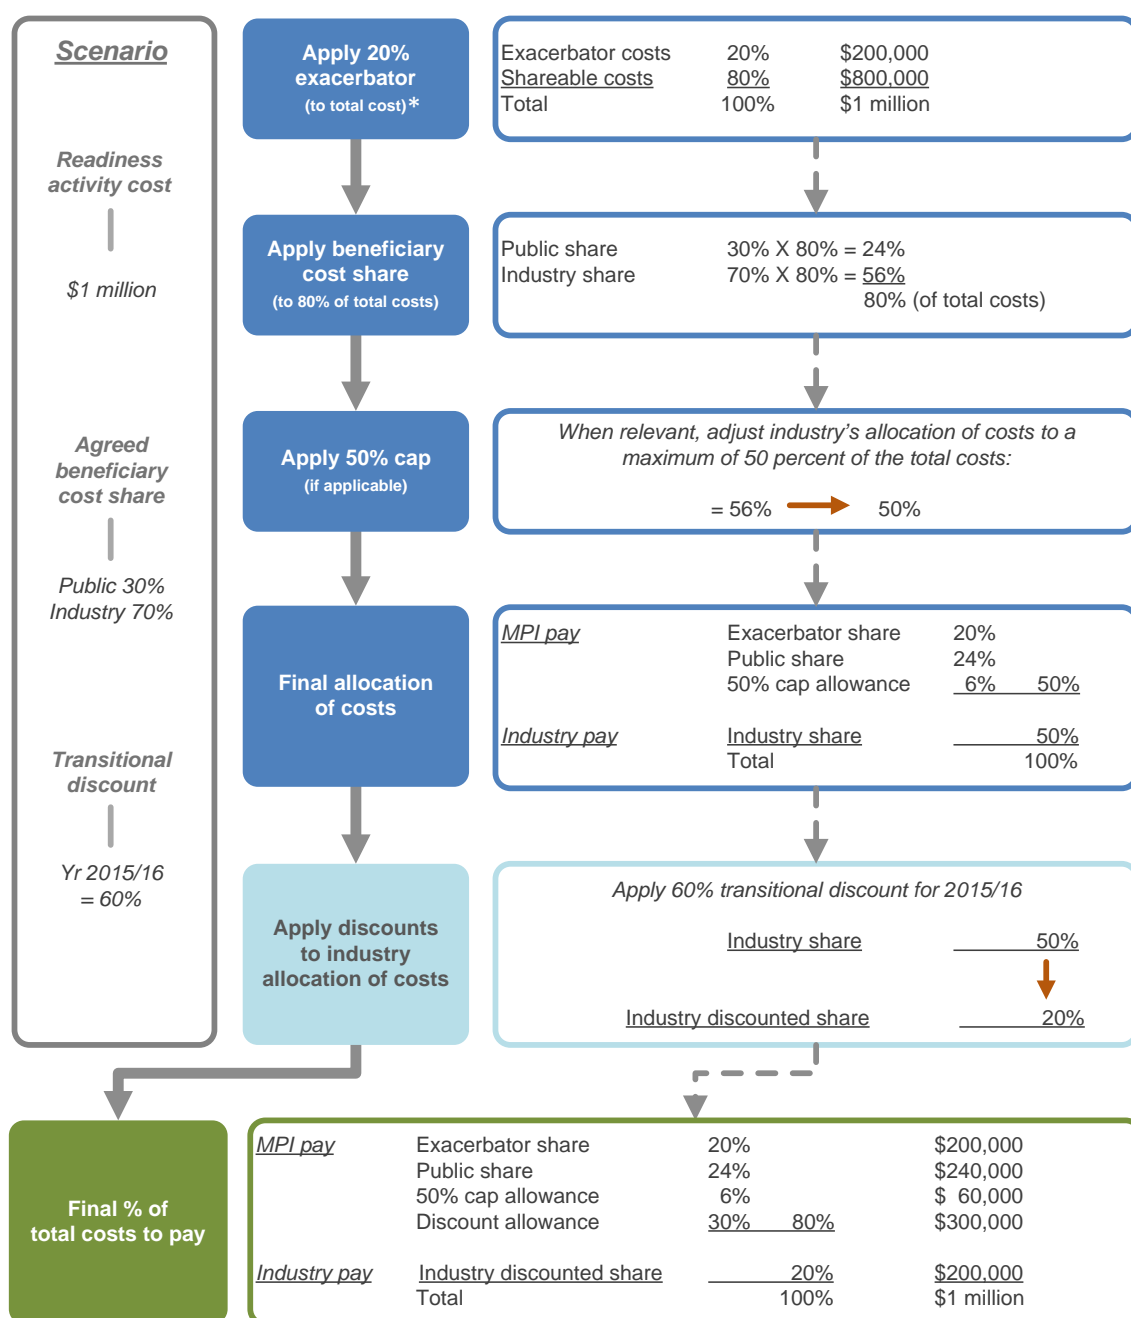 Scenario
Readiness
activity cost
$1 million
Agreed
beneficiary
cost share
Public 30%
Industry 70%
Transitional
discount
Yr 2015/16
= 60%
Apply 20%
exacerbator
(to total cost)*
Exacerbator costs 20% $200,000
Shareable costs 80% $800,000
Total 100% $1 million
Apply beneficiary
cost share
(to 80% of total costs)
Public share 30% X 80% = 24%
Industry share 70% X 80% = 56%
80% (of total costs)
Apply 50% cap
(if applicable)
When relevant, adjust industry's allocation of costs to a
maximum of 50 percent of the total costs:
= 56% 50%
Final allocation
of costs
MPI pay Exacerbator share 20%
Public share 24%
50% cap allowance 6% 50%
Industry pay Industry share 50%
Total 100%
Apply discounts
to industry
allocation of costs
Apply 60% transitional discount for 2015/16
Industry share 50%
Industry discounted share 20%
Final % of
total costs to pay
MPI pay Exacerbator share 20% $200,000
Public share 24% $240,000
50% cap allowance 6% $ 60,000
Discount allowance 30% 80% $300,000
Industry pay Industry discounted share 20% $200,000
Total 100% $1 million